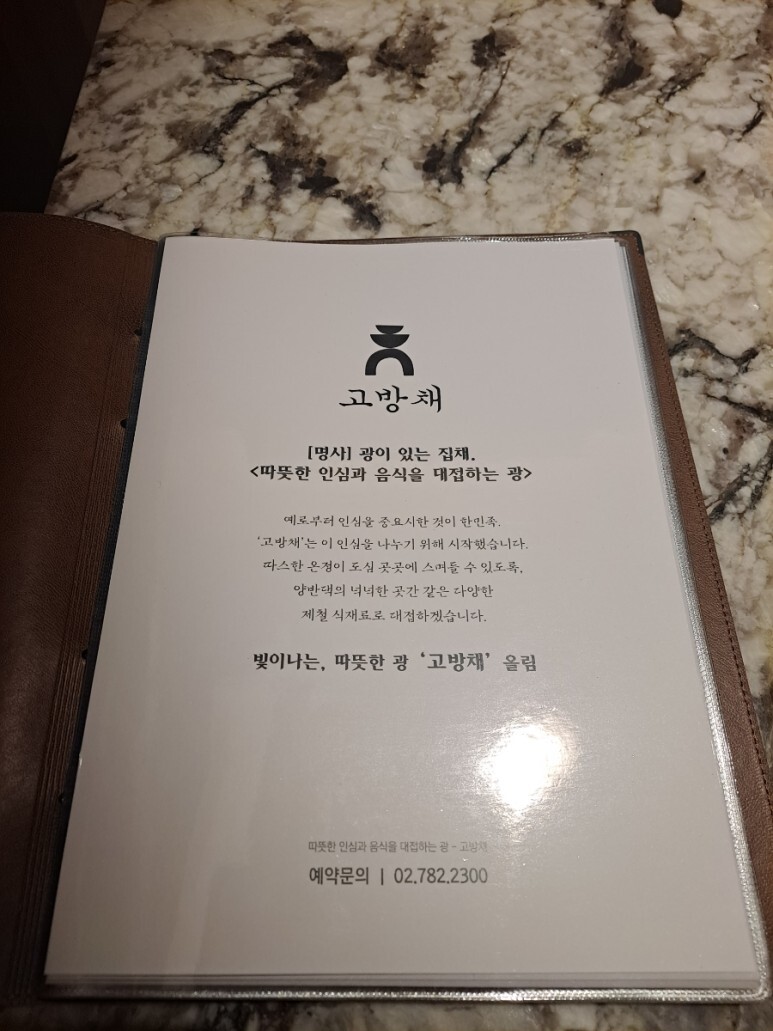 고방채
[명사] 광이 있는 집채.
<따뜻한 인심과 음식을 대접하는 광>
예로부터 인심을 중요시한 것이 한민족.
'고방채'는 이 인심을 나누기 위해 시작했습니다.
따스한 온정이 도심 곳곳에 스며들 수 있도록,
양반댁의 넉넉한 곳간 같은 다양한
제철 식재료로 대접하겠습니다.
빛이나는, 따뜻한 광 '고방채' 올림
따뜻한 인심과 음식을 대접하는 광 - 고방채
예약문의 | 02.782.2300